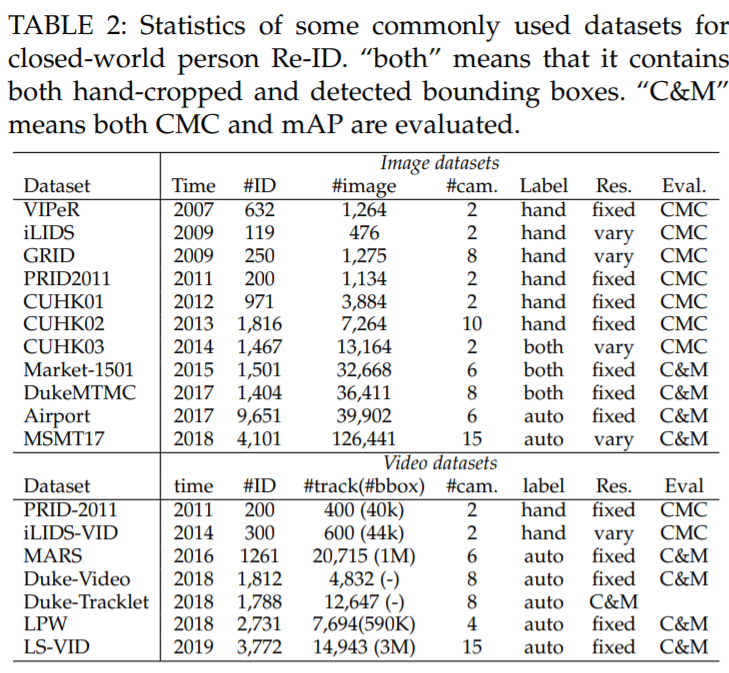 TABLE 2: Statistics of some commonly used datasets for
closed-world person Re-ID. “both” means that it contains
both hand-cropped and detected bounding boxes. “C&M”
means both CMC and mAP are evaluated.
Image datasets
Dataset Time #ID #image #cam. Label Res. Eval.
VIPeR 2007 632 1,264 2 hand fixed CMC
iLIDS 2009 119 476 2 hand vary CMC
GRID 2009 250 1,275 8 hand vary CMC
PRID2011 2011 200 1,134 2 hand fixed CMC
CUHK01 2012 971 3,884 2 hand fixed CMC
CUHK02 2013 1,816 7,264 10 hand fixed CMC
CUHK03 2014 1,467 13,164 2 both vary CMC
Market-1501 2015 1,501 32,668 6 both fixed C&M
DukeMTMC 2017 1,404 36,411 8 both fixed C&M
Airport 2017 9,651 39,902 6 auto fixed C&M
MSMT17 2018 4,101 126,441 15 auto vary C&M
Video datasets
Dataset time #ID #track(#bbox) #cam. label Res. Eval
PRID-2011 2011 200 400 (40k) 2 hand fixed CMC
iLIDS-VID 2014 300 600 (44k) 2 hand vary CMC
MARS 2016 1261 20,715 (1M) 6 auto fixed C&M
Duke-Video 2018 1,812 4,832 (-) 8 auto fixed C&M
Duke-Tracklet 2018 1,788 12,647 (-) 8 auto C&M
LPW 2018 2,731 7,694(590K) 4 auto fixed C&M
LS-VID 2019 3,772 14,943 (3M) 15 auto fixed C&M